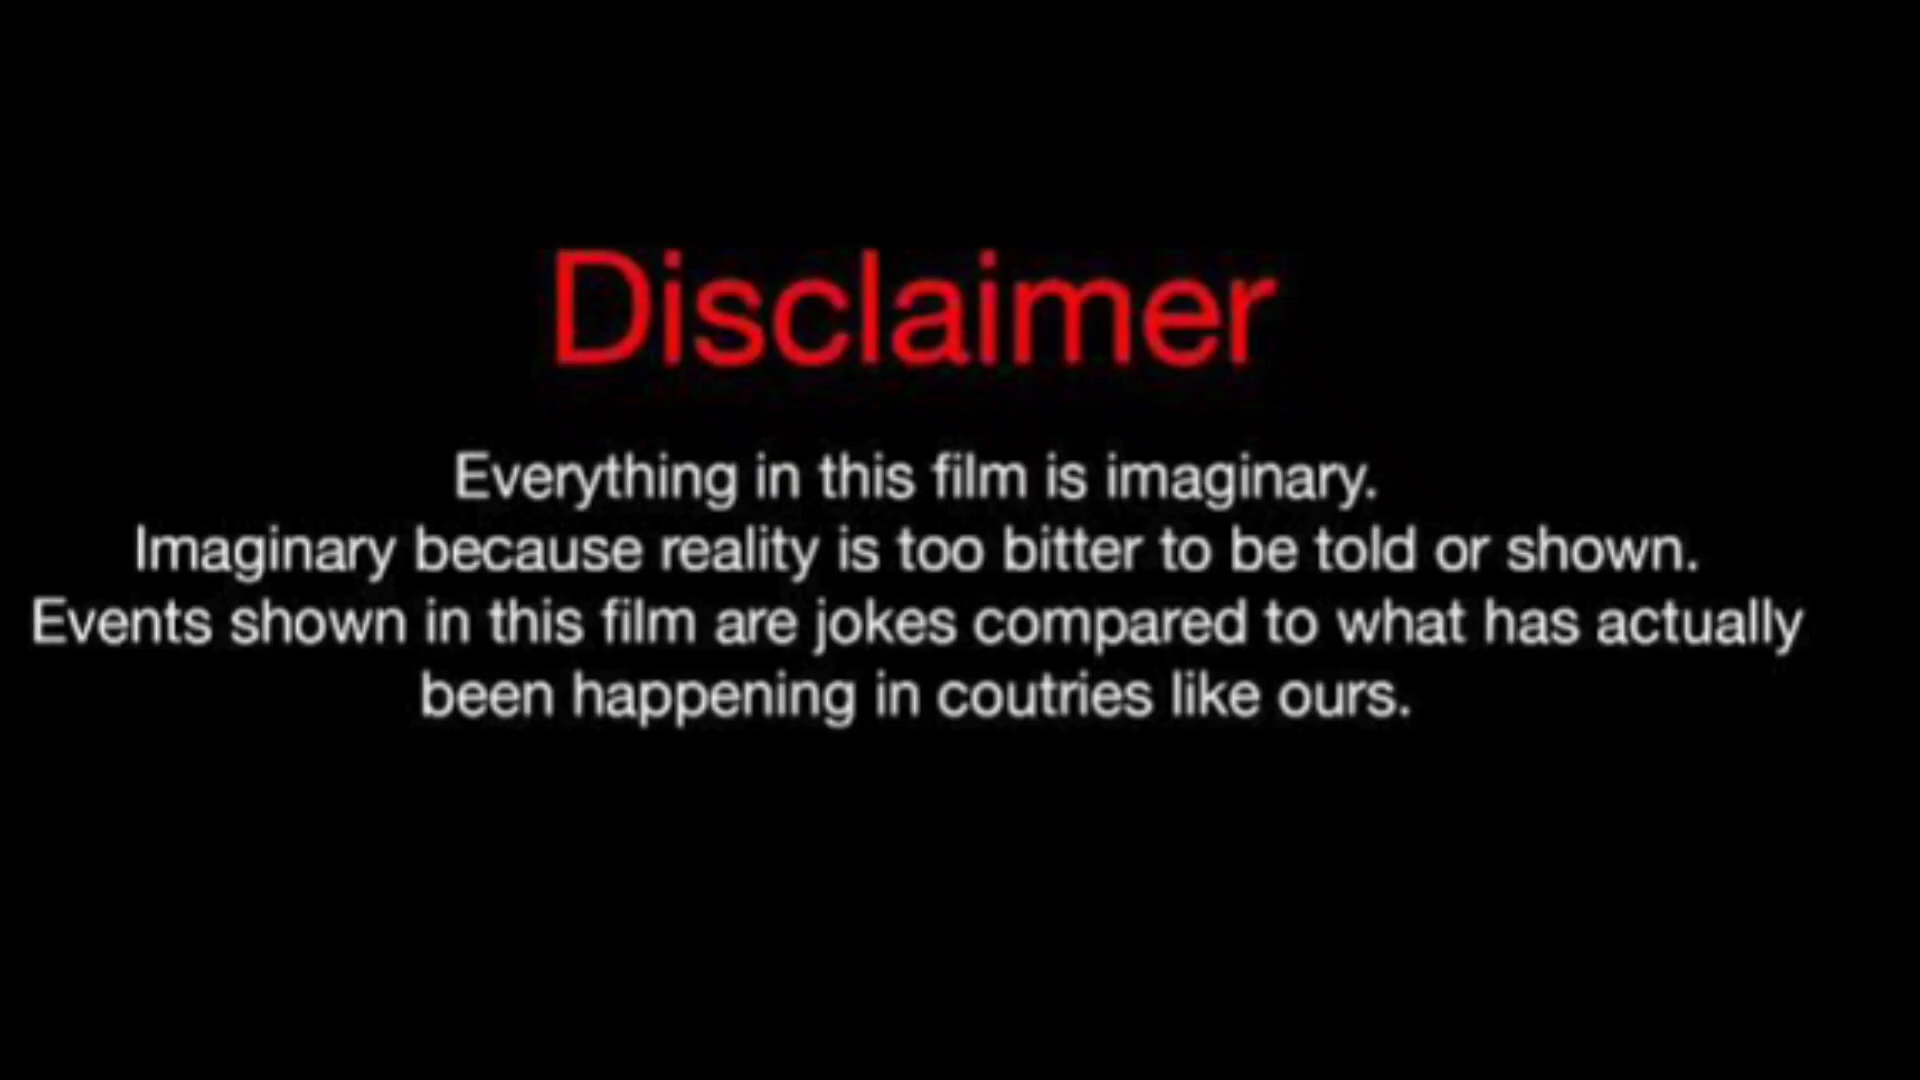 Disclaimer
Everything in this film is imaginary.
Imaginary because reality is too bitter to be told or shown.
Events shown in this film are jokes compared to what has actually
been happening in coutries like ours.